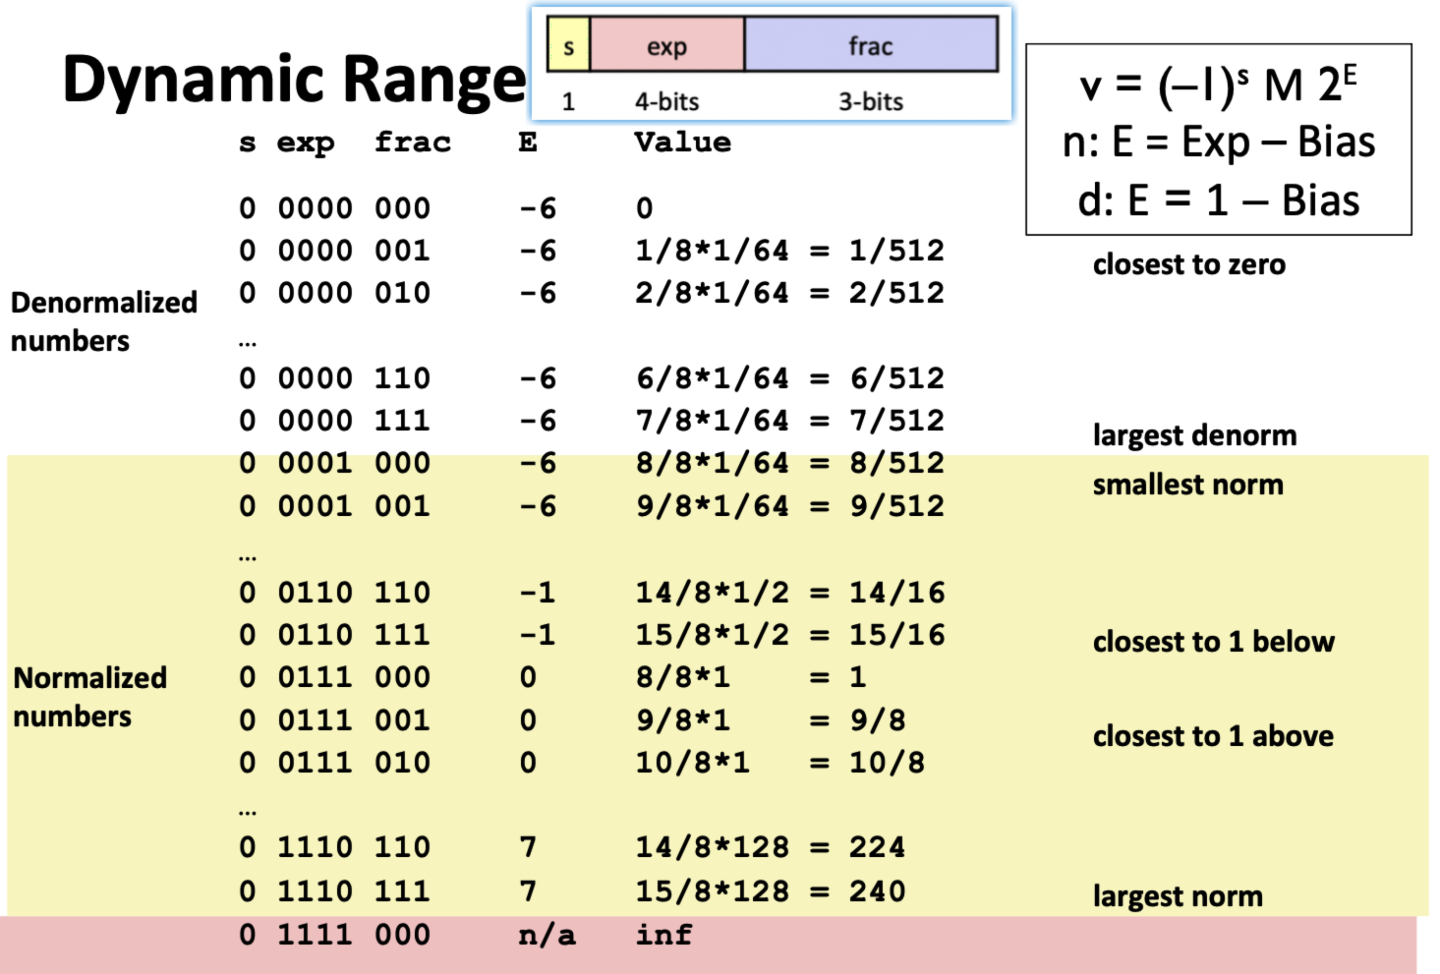 Dynamic Range
s exp frac
1 4-bits 3-bits
v = (–1)ˢ M 2ᴱ
n: E = Exp – Bias
d: E = 1 – Bias
s exp frac E Value
0 0000 000 -6 0
0 0000 001 -6 1/8*1/64 = 1/512 closest to zero
0 0000 010 -6 2/8*1/64 = 2/512
Denormalized
numbers
…
0 0000 110 -6 6/8*1/64 = 6/512
0 0000 111 -6 7/8*1/64 = 7/512 largest denorm
0 0001 000 -6 8/8*1/64 = 8/512 smallest norm
0 0001 001 -6 9/8*1/64 = 9/512
…
0 0110 110 -1 14/8*1/2 = 14/16
0 0110 111 -1 15/8*1/2 = 15/16 closest to 1 below
Normalized
numbers
0 0111 000 0 8/8*1 = 1
0 0111 001 0 9/8*1 = 9/8 closest to 1 above
0 0111 010 0 10/8*1 = 10/8
…
0 1110 110 7 14/8*128 = 224
0 1110 111 7 15/8*128 = 240 largest norm
0 1111 000 n/a inf